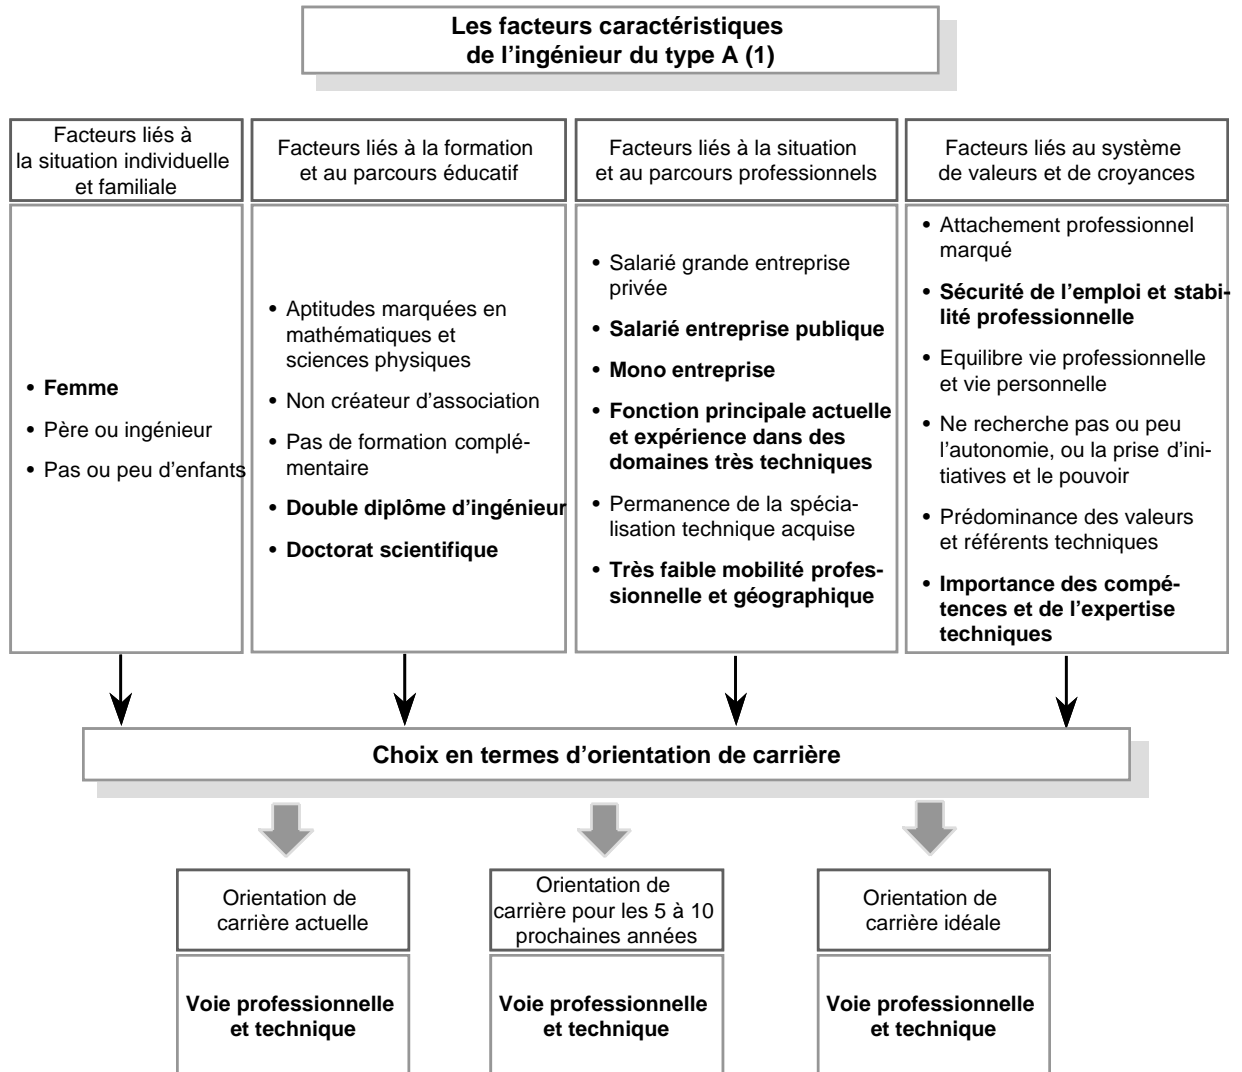 Les facteurs caractéristiques
de l'ingénieur du type A (1)
Facteurs liés à
la situation individuelle
et familiale
• Femme
• Père ou ingénieur
• Pas ou peu d'enfants
Facteurs liés à la formation
et au parcours éducatif
• Aptitudes marquées en
mathématiques et
sciences physiques
• Non créateur d'association
• Pas de formation complé-
mentaire
• Double diplôme d'ingénieur
• Doctorat scientifique
Facteurs liés à la situation
et au parcours professionnels
• Salarié grande entreprise
privée
• Salarié entreprise publique
• Mono entreprise
• Fonction principale actuelle
et expérience dans des
domaines très techniques
• Permanence de la spécia-
lisation technique acquise
• Très faible mobilité profes-
sionnelle et géographique
Facteurs liés au système
de valeurs et de croyances
• Attachement professionnel
marqué
• Sécurité de l'emploi et stabi-
lité professionnelle
• Equilibre vie professionnelle
et vie personnelle
• Ne recherche pas ou peu
l'autonomie, ou la prise d'ini-
tiatives et le pouvoir
• Prédominance des valeurs
et référents techniques
• Importance des compé-
tences et de l'expertise
techniques
Choix en termes d'orientation de carrière
Orientation de
carrière actuelle
Voie professionnelle
et technique
Orientation de
carrière pour les 5 à 10
prochaines années
Voie professionnelle
et technique
Orientation de
carrière idéale
Voie professionnelle
et technique